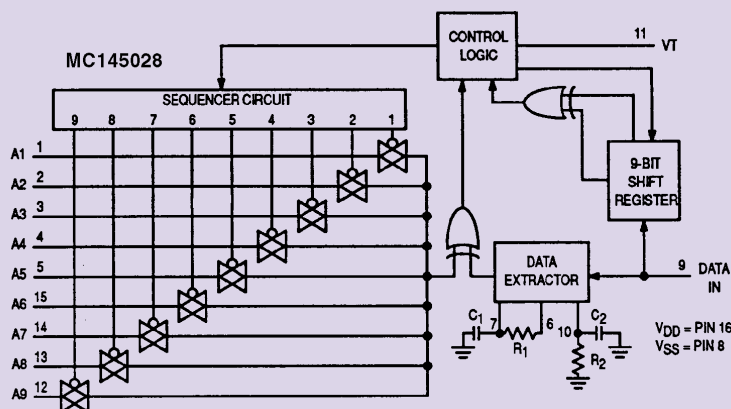 MC145028
CONTROL
LOGIC
11
VT
SEQUENCER CIRCUIT
9 8 7 6 5 4 3 2 1
A1 1
A2 2
A3 3
A4 4
A5 5
A6 15
A7 14
A8 13
A9 12
9-BIT
SHIFT
REGISTER
DATA
EXTRACTOR
9
DATA
IN
C1
7
R1
6
10
C2
R2
VDD = PIN 16
VSS = PIN 8